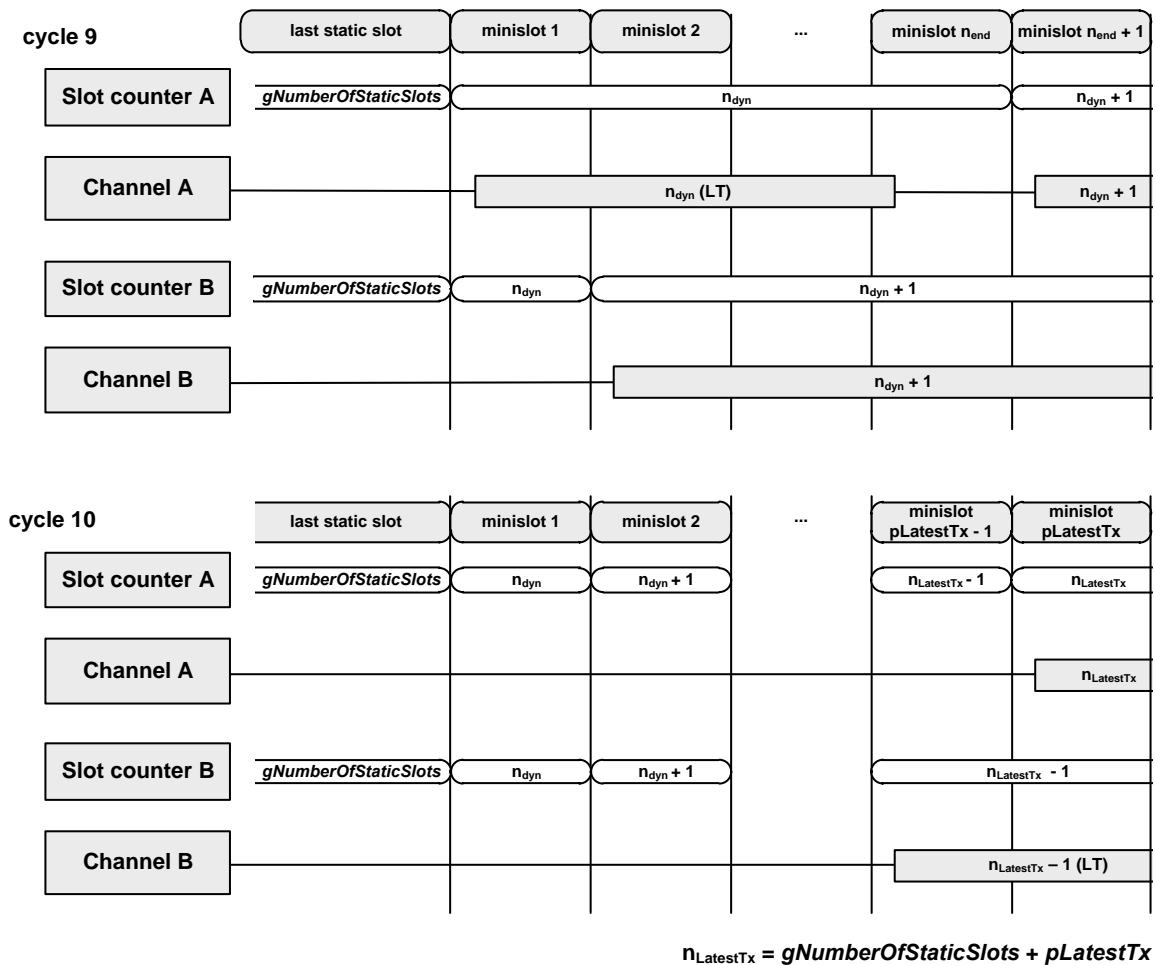 cycle 9
last static slot
minislot 1
minislot 2
...
minislot nend
minislot nend + 1
Slot counter A
gNumberOfStaticSlots
ndyn
ndyn + 1
Channel A
ndyn (LT)
ndyn + 1
Slot counter B
gNumberOfStaticSlots
ndyn
ndyn + 1
Channel B
ndyn + 1
cycle 10
last static slot
minislot 1
minislot 2
...
minislot
pLatestTx - 1
minislot
pLatestTx
Slot counter A
gNumberOfStaticSlots
ndyn
ndyn + 1
nLatestTx - 1
nLatestTx
Channel A
nLatestTx
Slot counter B
gNumberOfStaticSlots
ndyn
ndyn + 1
nLatestTx - 1
Channel B
nLatestTx – 1 (LT)
nLatestTx = gNumberOfStaticSlots + pLatestTx